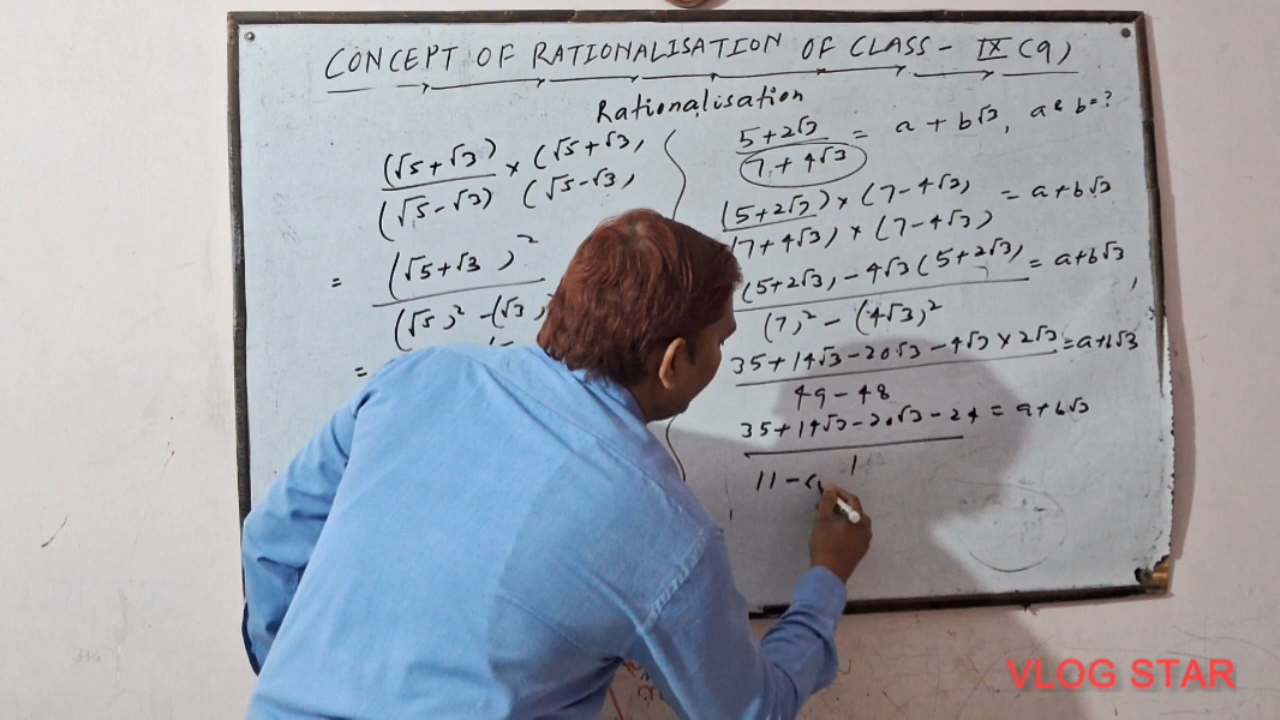 CONCEPT OF RATIONALISATION OF CLASS - IX (9)
Rationalisation
(√5+√3) × (√5+√3)
(√5-√3) (√5-√3)
= (√5+√3)²
(√5)² - (√3)
=
5+2√3 = a + b√3, a & b = ?
7 + 4√3
(5+2√3) × (7-4√3) = a+b√3
(7+4√3) × (7-4√3)
(5+2√3) - 4√3 (5+2√3) = a+b√3
(7)² - (4√3)²
35+14√3-20√3-4√3×2√3 = a+b√3
49-48
35+14√3-20√3-24 = a+b√3
1
11-
VLOG STAR